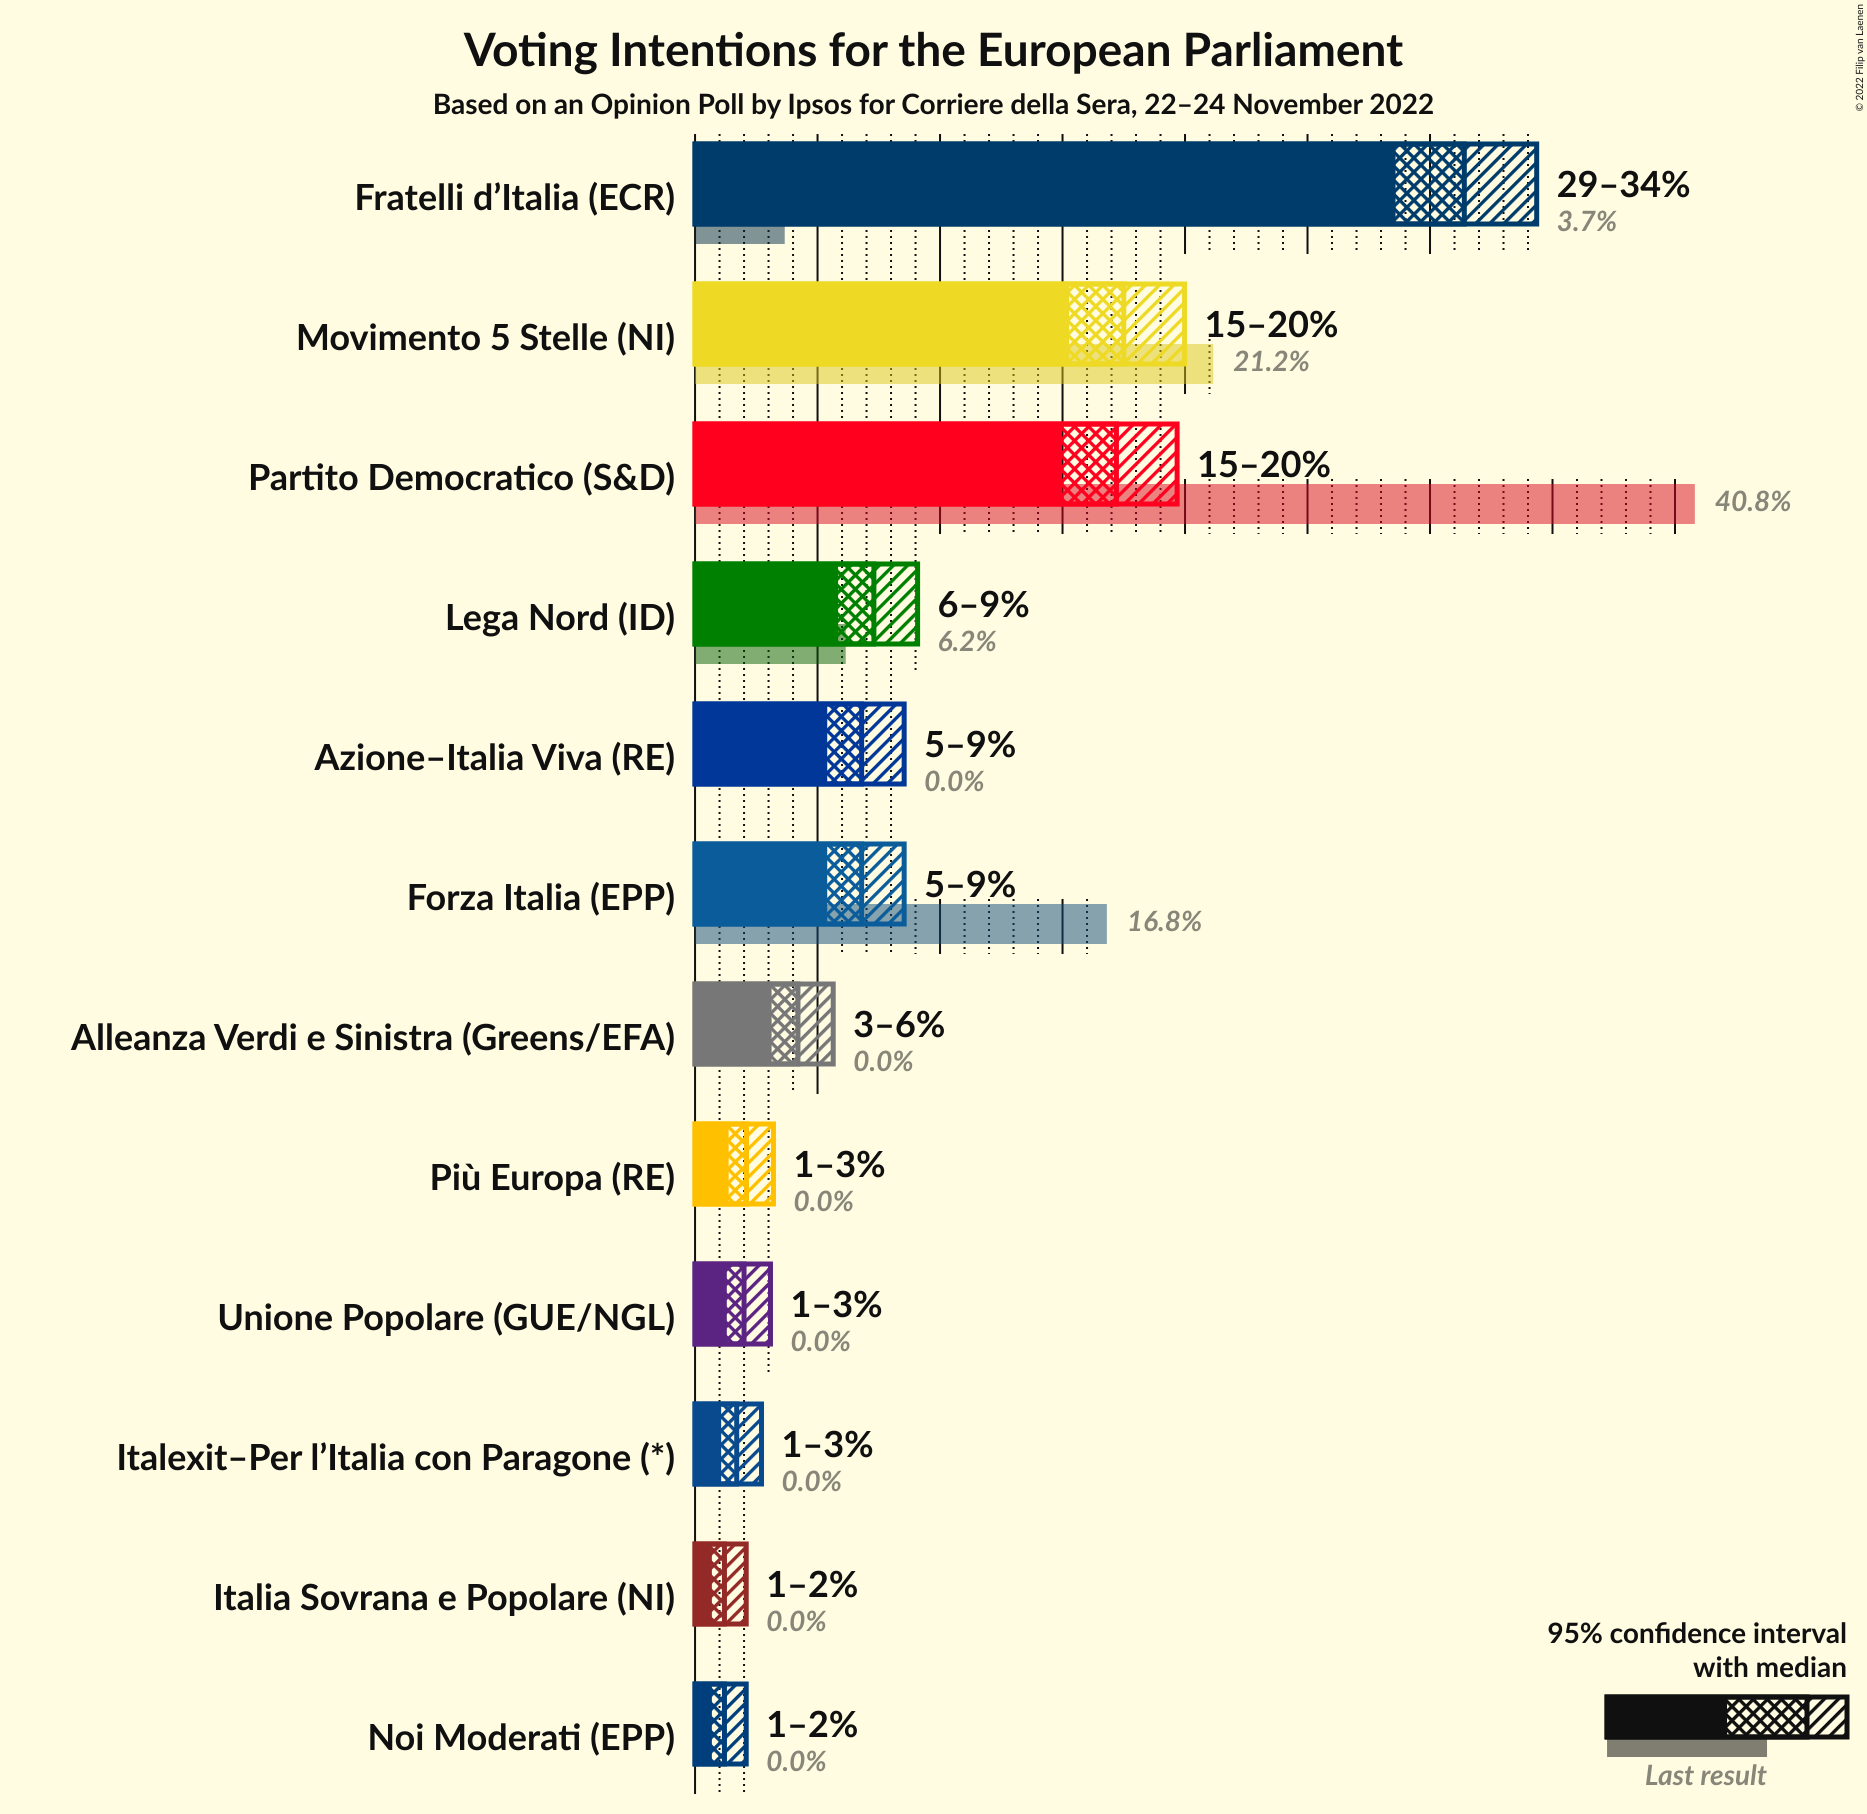 Voting Intentions for the European Parliament
Based on an Opinion Poll by Ipsos for Corriere della Sera, 22–24 November 2022
© 2022 Filip van Laenen
Fratelli d’Italia (ECR)
29–34%
3.7%
Movimento 5 Stelle (NI)
15–20%
21.2%
Partito Democratico (S&D)
15–20%
40.8%
Lega Nord (ID)
6–9%
6.2%
Azione–Italia Viva (RE)
5–9%
0.0%
Forza Italia (EPP)
5–9%
16.8%
Alleanza Verdi e Sinistra (Greens/EFA)
3–6%
0.0%
Più Europa (RE)
1–3%
0.0%
Unione Popolare (GUE/NGL)
1–3%
0.0%
Italexit–Per l’Italia con Paragone (*)
1–3%
0.0%
Italia Sovrana e Popolare (NI)
1–2%
0.0%
Noi Moderati (EPP)
1–2%
0.0%
95% confidence interval
with median
Last result